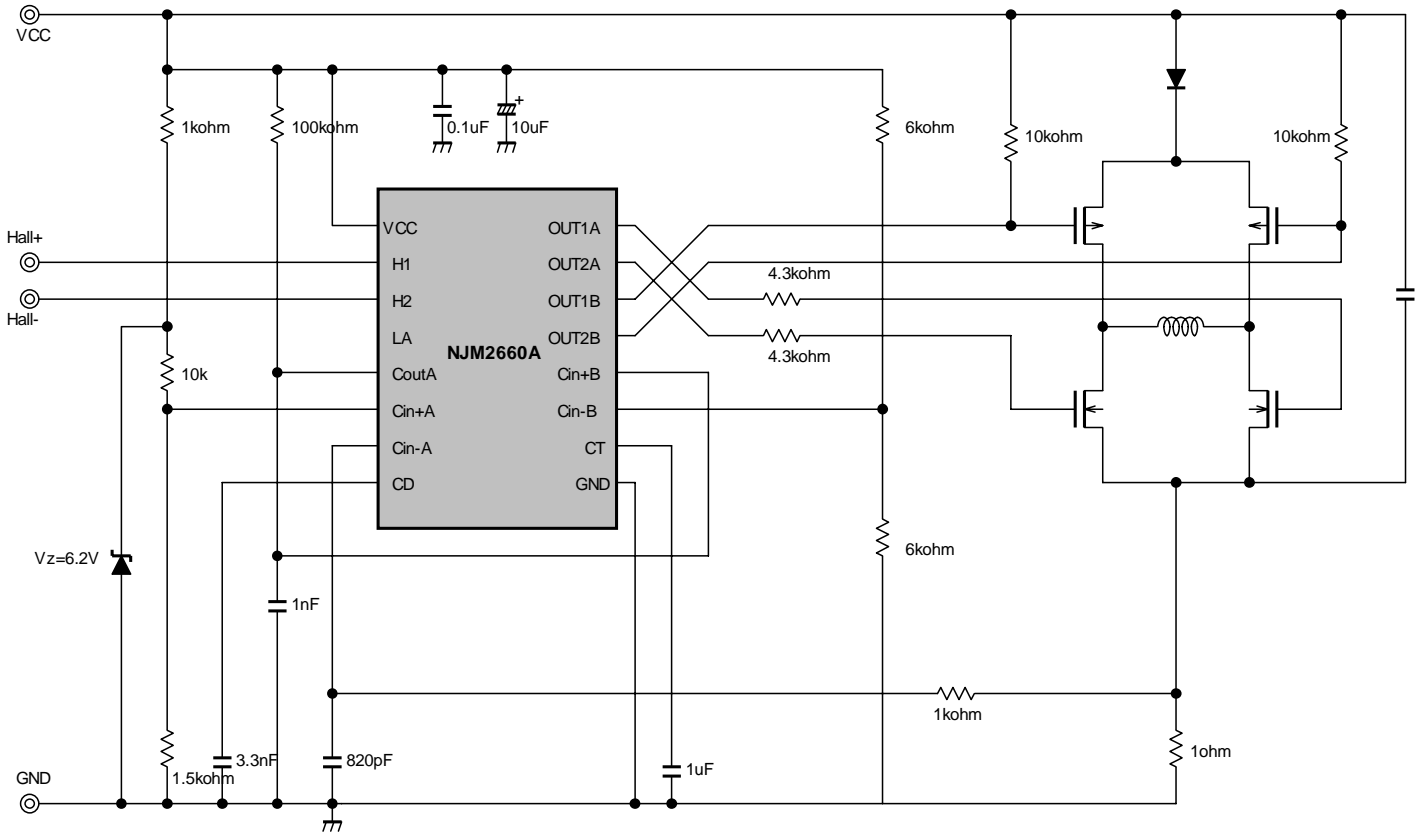 VCC
1kohm
100kohm
0.1uF
10uF
+
6kohm
10kohm
10kohm
Hall+
Hall-
VCC
H1
H2
LA
CoutA
Cin+A
Cin-A
CD
NJM2660A
OUT1A
OUT2A
OUT1B
OUT2B
Cin+B
Cin-B
CT
GND
4.3kohm
4.3kohm
10k
Vz=6.2V
6kohm
1nF
1kohm
1ohm
GND
1.5kohm
3.3nF
820pF
1uF